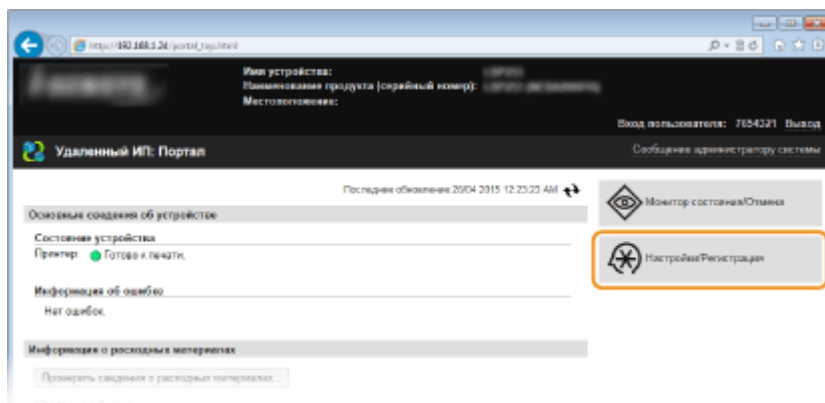 http://192.168.1.24/portal_top.html
Имя устройства:
Наименование продукта (серийный номер):
Местоположение:
Вход пользователя: 7654321 Выход
Удаленный ИП: Портал
Сообщение администратору системы
Последнее обновление: 28/04 2015 12:23:23 AM
Монитор состояния/Отмена
Основные сведения об устройстве
Состояние устройства
Принтер: Готово к печати.
Настройки/Регистрация
Информация об ошибке
Нет ошибок.
Информация о расходных материалах
Проверить сведения о расходных материалах...